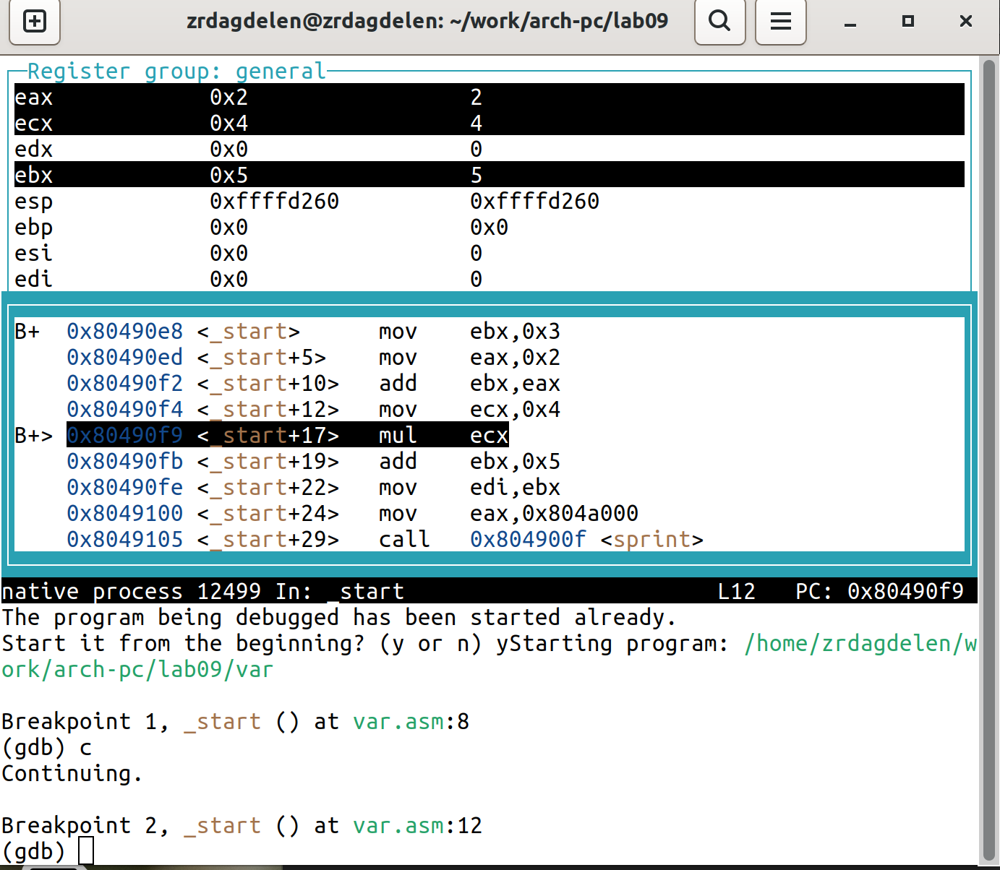 zrdagdelen@zrdagdelen: ~/work/arch-pc/lab09
Register group: general
eax 0x2 2
ecx 0x4 4
edx 0x0 0
ebx 0x5 5
esp 0xffffd260 0xffffd260
ebp 0x0 0x0
esi 0x0 0
edi 0x0 0
B+ 0x80490e8 <_start> mov ebx,0x3
0x80490ed <_start+5> mov eax,0x2
0x80490f2 <_start+10> add ebx,eax
0x80490f4 <_start+12> mov ecx,0x4
B+> 0x80490f9 <_start+17> mul ecx
0x80490fb <_start+19> add ebx,0x5
0x80490fe <_start+22> mov edi,ebx
0x8049100 <_start+24> mov eax,0x804a000
0x8049105 <_start+29> call 0x804900f <sprint>
native process 12499 In: _start L12 PC: 0x80490f9
The program being debugged has been started already.
Start it from the beginning? (y or n) yStarting program: /home/zrdagdelen/w
ork/arch-pc/lab09/var
Breakpoint 1, _start () at var.asm:8
(gdb) c
Continuing.
Breakpoint 2, _start () at var.asm:12
(gdb)